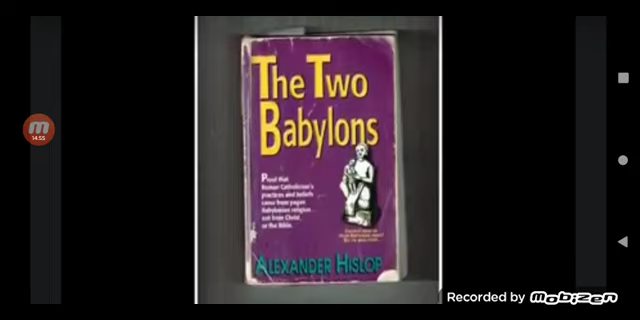 The Two
Babylons
Proof that
Roman Catholicism's
practices and beliefs
came from pagan
Babylonian religion...
not from Christ
or the Bible.
ALEXANDER HISLOP
14:55
Recorded by mobizen